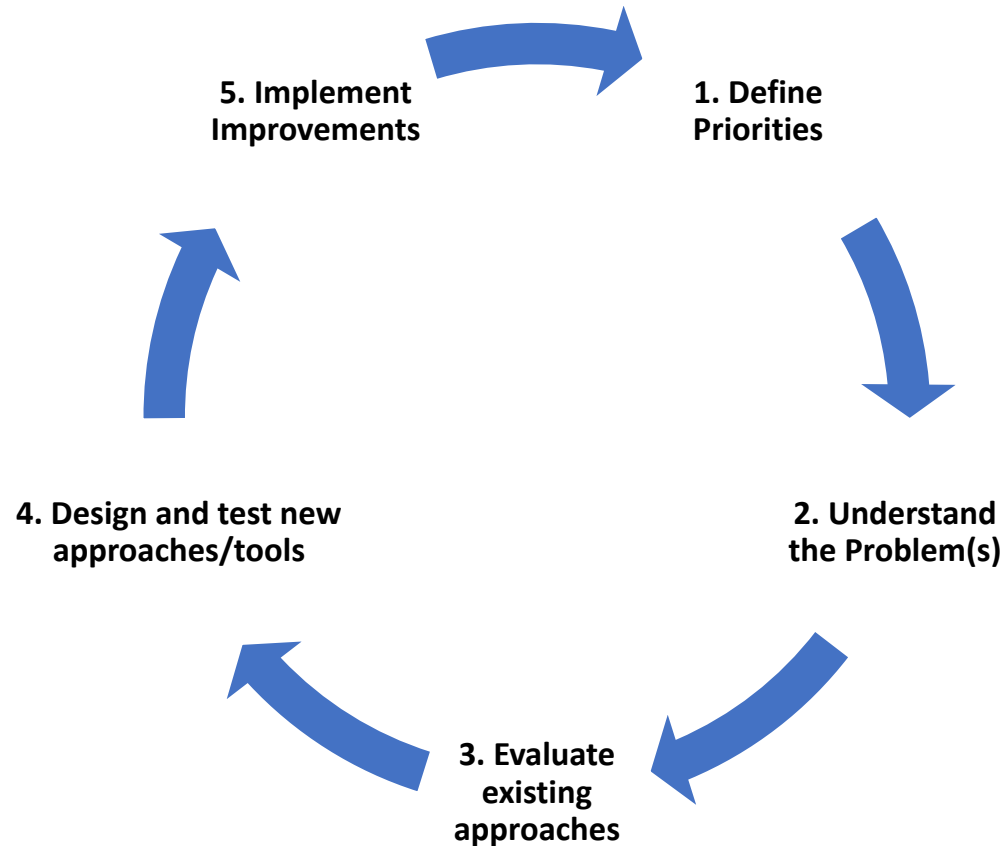 1. Define
Priorities
2. Understand
the Problem(s)
3. Evaluate
existing
approaches
4. Design and test new
approaches/tools
5. Implement
Improvements